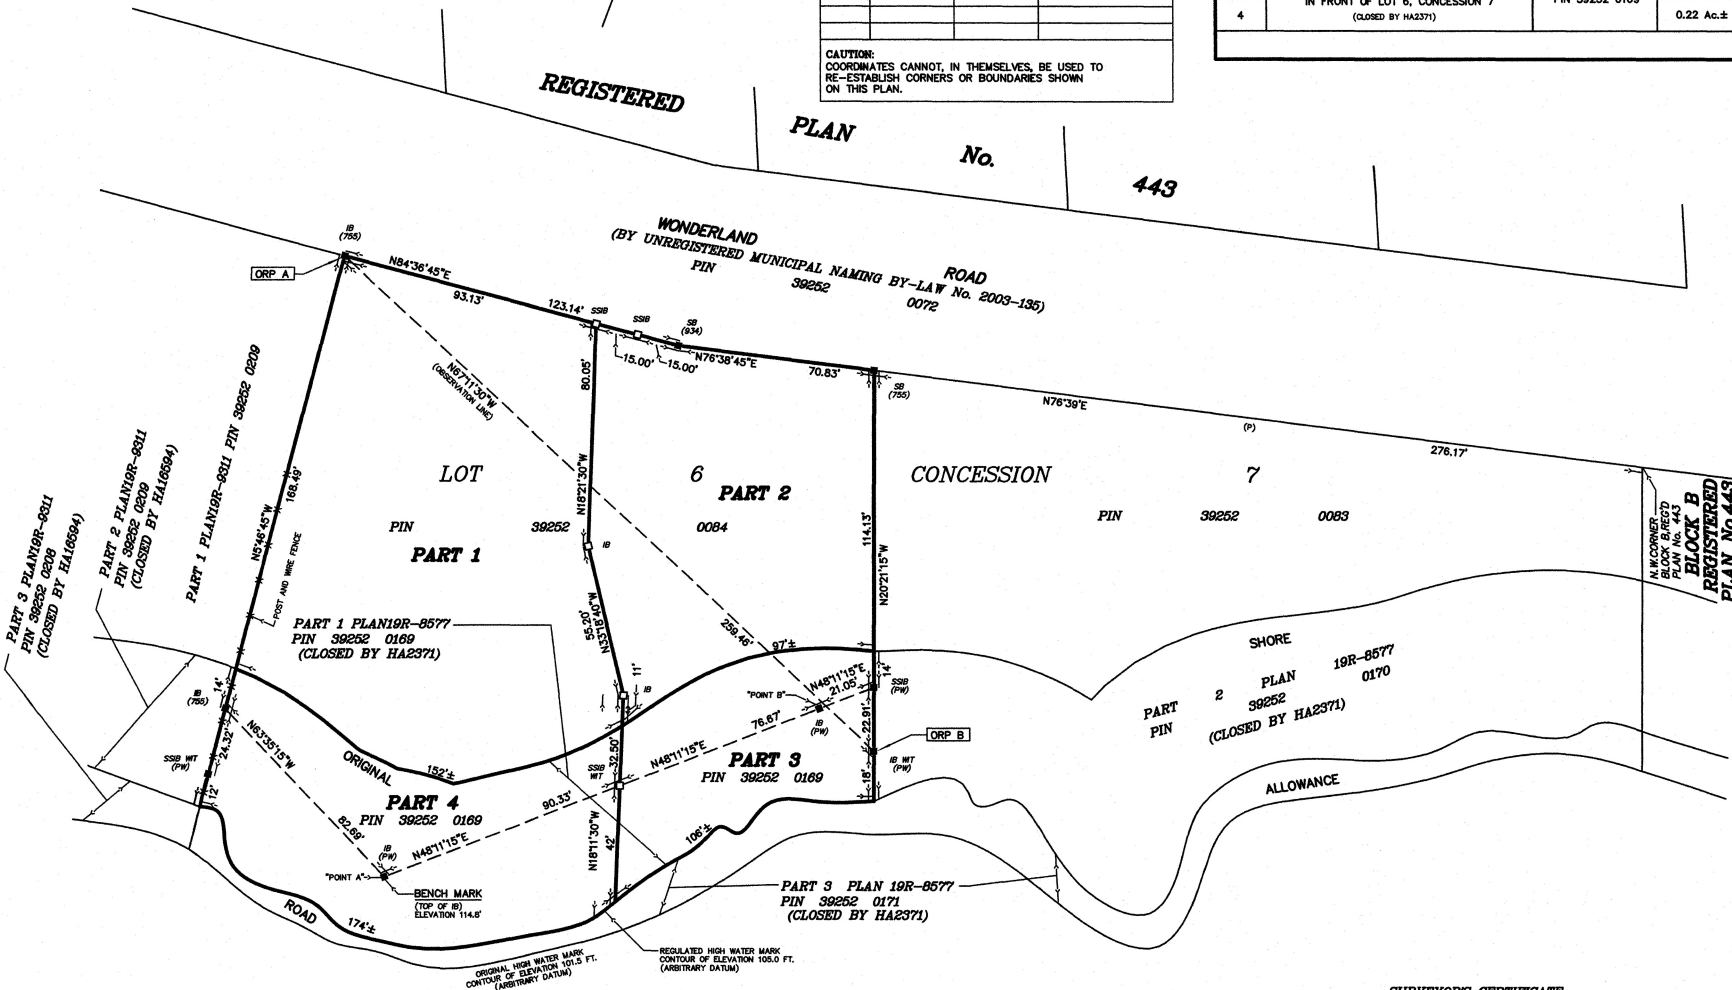 IN FRONT OF LOT 6, CONCESSION 7
4
(CLOSED BY HA2371)
PIN 39252 0169
0.22 Ac.±
CAUTION:
COORDINATES CANNOT, IN THEMSELVES, BE USED TO
RE-ESTABLISH CORNERS OR BOUNDARIES SHOWN
ON THIS PLAN.
REGISTERED
PLAN
No.
443
WONDERLAND
ROAD
(BY UNREGISTERED MUNICIPAL NAMING BY-LAW No. 2003-135)
PIN
39252
0072
IB
(755)
ORP A
N84°36'45"E
93.13'
123.14'
SSIB
SSIB
SB
(934)
15.00'
15.00'
N76°38'45"E
70.83'
SB
(755)
N76°39'E
(P)
276.17'
N67°11'30"W
(OBSERVATION LINE)
80.05'
N18°21'30"W
IB
LOT
6
CONCESSION
7
PART 2
PIN
39252
0084
PIN
39252
0083
PART 1
114.13'
N20°21'15"W
N.W.CORNER
BLOCK B,REG'D
PLAN No. 443
BLOCK B
REGISTERED
PLAN No.443
PART 1 PLAN19R-9311 PIN 39252 0209
PART 2 PLAN19R-9311
PIN 39252 0209
(CLOSED BY HA16594)
PART 3 PLAN19R-9311
PIN 39252 0208
(CLOSED BY HA16594)
168.49'
N5°46'45"W
POST AND WIRE FENCE
PART 1 PLAN19R-8577
PIN 39252 0169
(CLOSED BY HA2371)
55.20'
N33°18'40"W
259.46'
97'±
11'
IB
14'
IB
(755)
24.32'
SSIB WIT
(PW)
12'
N63°35'15"W
82.69'
ORIGINAL
152'±
"POINT B"
N48°11'15"E
21.05'
14'
SSIB
(PW)
76.67'
IB
(PW)
22.91'
ORP B
IB WIT
(PW)
18'
N48°11'15"E
32.50'
SSIB
WIT
PART 3
PIN 39252 0169
PART 4
PIN 39252 0169
90.33'
N48°11'15"E
IB
(PW)
"POINT A"
BENCH MARK
(TOP OF IB)
ELEVATION 114.8'
N18°11'30"W
42'
106'±
ROAD
174'±
SHORE
PART 2 PLAN 19R-8577
PIN 39252 0170
(CLOSED BY HA2371)
ALLOWANCE
PART 3 PLAN 19R-8577
PIN 39252 0171
(CLOSED BY HA2371)
REGULATED HIGH WATER MARK
CONTOUR OF ELEVATION 105.0 FT.
(ARBITRARY DATUM)
ORIGINAL HIGH WATER MARK
CONTOUR OF ELEVATION 101.5 FT.
(ARBITRARY DATUM)
SURVEYOR'S CERTIFICATE